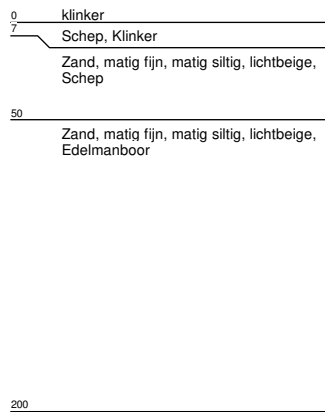 0 klinker
7 Schep, Klinker
Zand, matig fijn, matig siltig, lichtbeige,
Schep
50
Zand, matig fijn, matig siltig, lichtbeige,
Edelmanboor
200